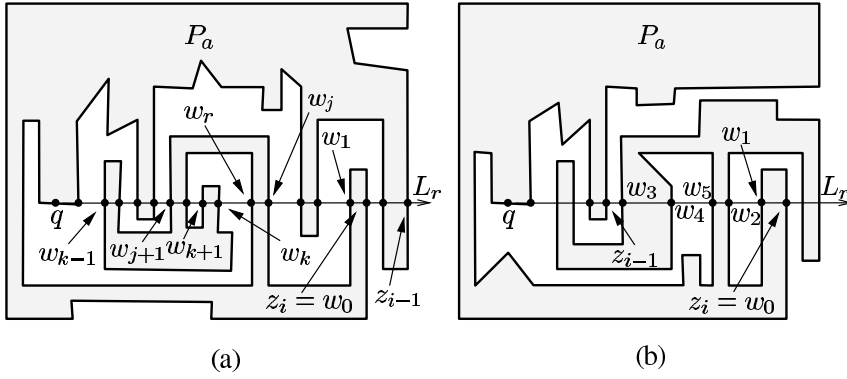 P_a
w_r
w_j
w_1
L_r
q
w_{k-1}
w_{j+1}
w_{k+1}
w_k
z_i = w_0
z_{i-1}
(a)
P_a
w_1
w_3
w_5
L_r
q
w_4
w_2
z_{i-1}
z_i = w_0
(b)